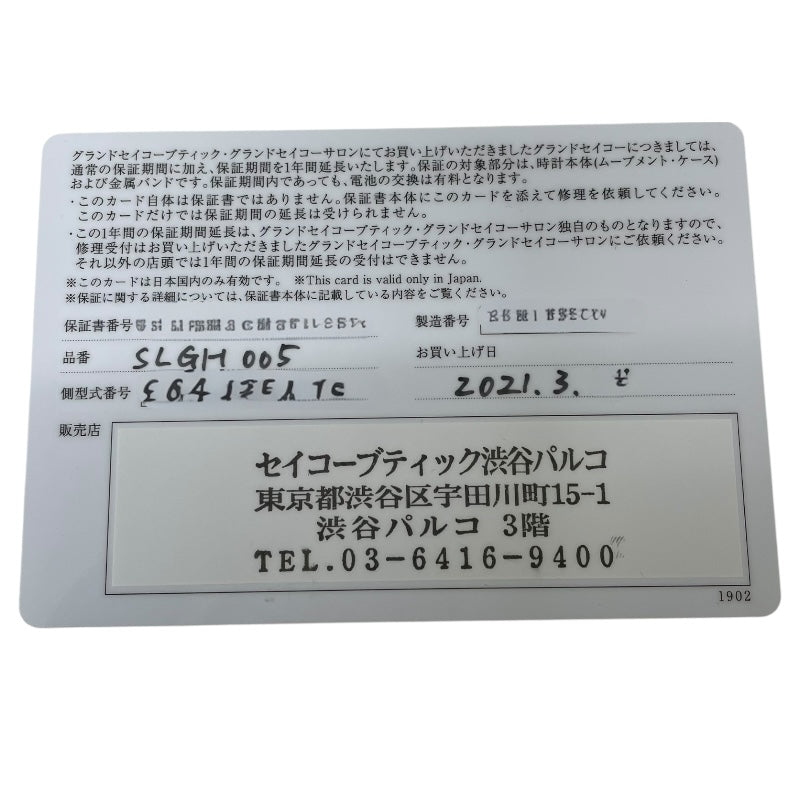 グランドセイコーブティック・グランドセイコーサロンにてお買い上げいただきましたグランドセイコーにつきましては、
通常の保証期間に加え、保証期間を1年間延長いたします。保証の対象部分は、時計本体(ムーブメント・ケース)
および金属バンドです。保証期間内であっても、電池の交換は有料となります。
・このカード自体は保証書ではありません。保証書本体にこのカードを添えて修理を依頼してください。
このカードだけでは保証期間の延長は受けられません。
・この1年間の保証期間延長は、グランドセイコーブティック・グランドセイコーサロン独自のものとなりますので、
修理受付はお買い上げいただきましたグランドセイコーブティック・グランドセイコーサロンにご依頼ください。
それ以外の店頭では1年間の保証期間延長の受付はできません。
※このカードは日本国内のみ有効です。 ※This card is valid only in Japan.
※保証に関する詳細については、保証書本体に記載している内容をご覧ください。
保証書番号 製造番号
品番 SLGH005 お買い上げ日
側型式番号 2021.3.
販売店
セイコーブティック渋谷パルコ
東京都渋谷区宇田川町15-1
渋谷パルコ 3階
TEL.03-6416-9400
1902